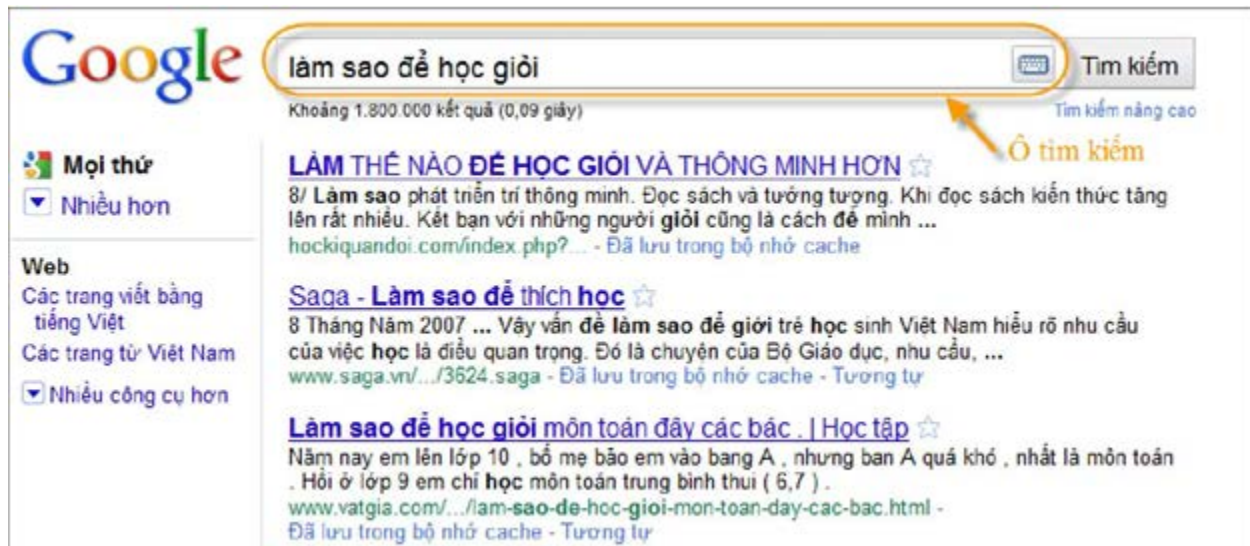 Google
làm sao để học giỏi
Tìm kiếm
Khoảng 1.800.000 kết quả (0,09 giây)
Tìm kiếm nâng cao
Ô tìm kiếm
Mọi thứ
Nhiều hơn
Web
Các trang viết bằng
tiếng Việt
Các trang từ Việt Nam
Nhiều công cụ hơn
LÀM THẾ NÀO ĐỂ HỌC GIỎI VÀ THÔNG MINH HƠN
8/ Làm sao phát triển trí thông minh. Đọc sách và tưởng tượng. Khi đọc sách kiến thức tăng
lên rất nhiều. Kết bạn với những người giỏi cũng là cách để mình ...
hockiquandoi.com/index.php?... - Đã lưu trong bộ nhớ cache
Saga - Làm sao để thích học
8 Tháng Năm 2007 ... Vậy vấn đề làm sao để giới trẻ học sinh Việt Nam hiểu rõ nhu cầu
của việc học là điều quan trọng. Đó là chuyện của Bộ Giáo dục, nhu cầu, ...
www.saga.vn/.../3624.saga - Đã lưu trong bộ nhớ cache - Tương tự
Làm sao để học giỏi môn toán đây các bác . | Học tập
Năm nay em lên lớp 10 , bố mẹ bảo em vào bang A , nhưng ban A quá khó , nhất là môn toán
. Hồi ở lớp 9 em chỉ học môn toán trung bình thui ( 6,7 ) .
www.vatgia.com/.../lam-sao-de-hoc-gioi-mon-toan-day-cac-bac.html -
Đã lưu trong bộ nhớ cache - Tương tự